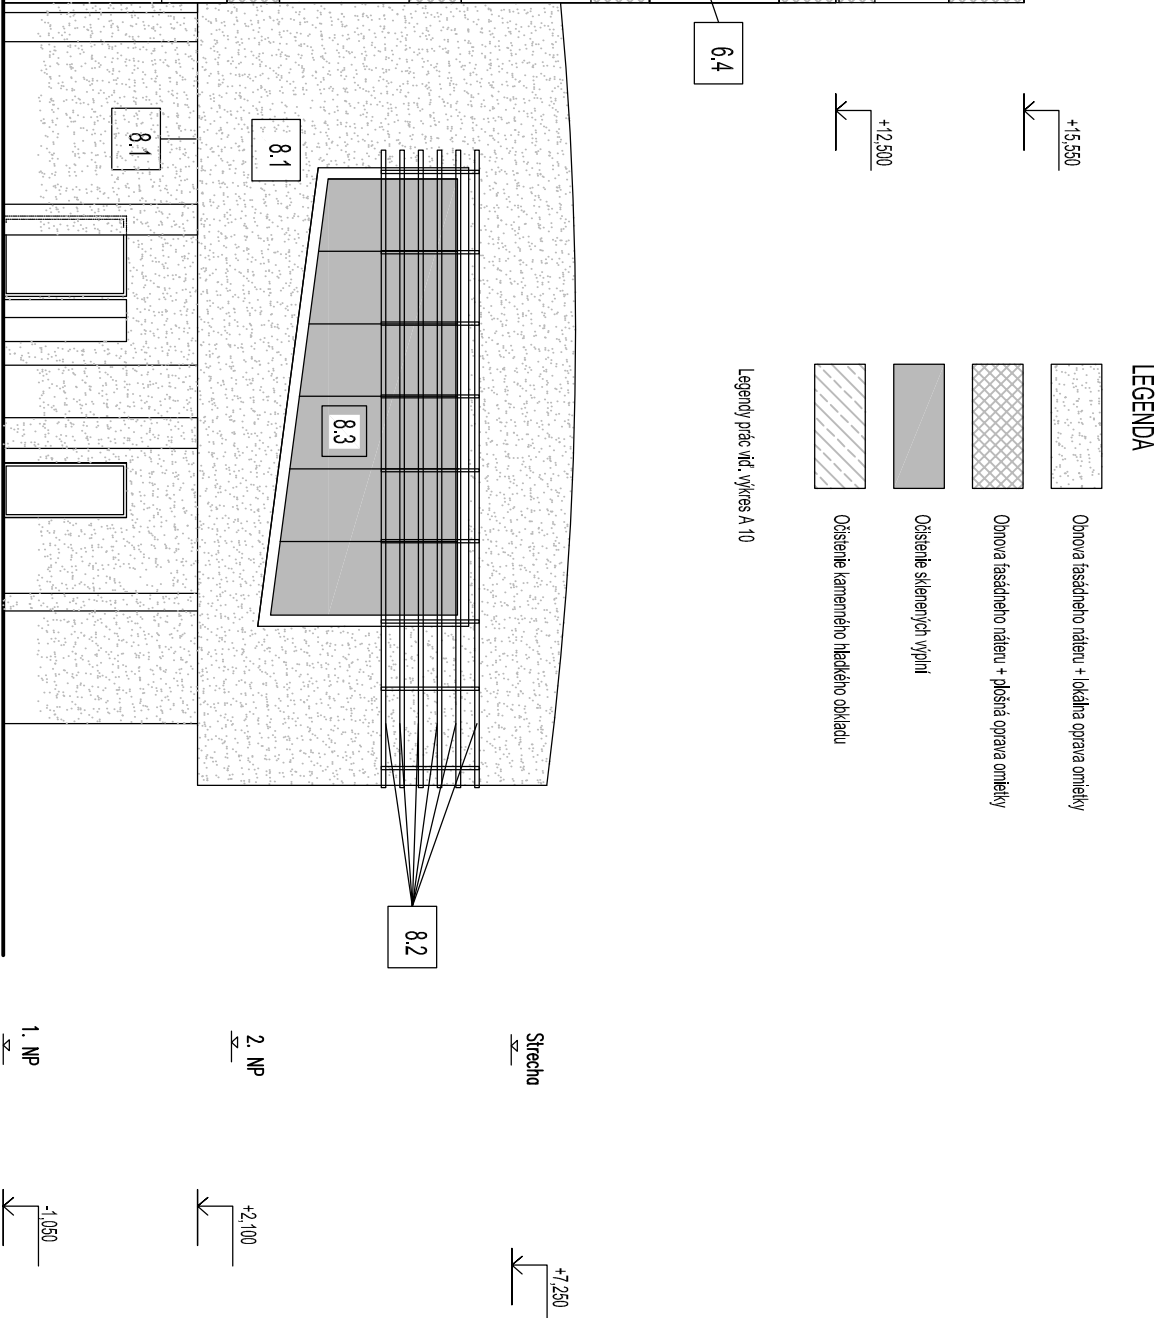 LEGENDA
Obnova fasádneho náteru + lokálna oprava omietky
Obnova fasádneho náteru + plošná oprava omietky
Očistenie sklenených výplní
Očistenie kamenného hladkého obkladu
Legendy prác viď. výkres A 10
+15,550
+12,500
6.4
8.1
8.1
8.3
8.2
Strecha
2. NP
1. NP
+7,250
+2,100
-1,050